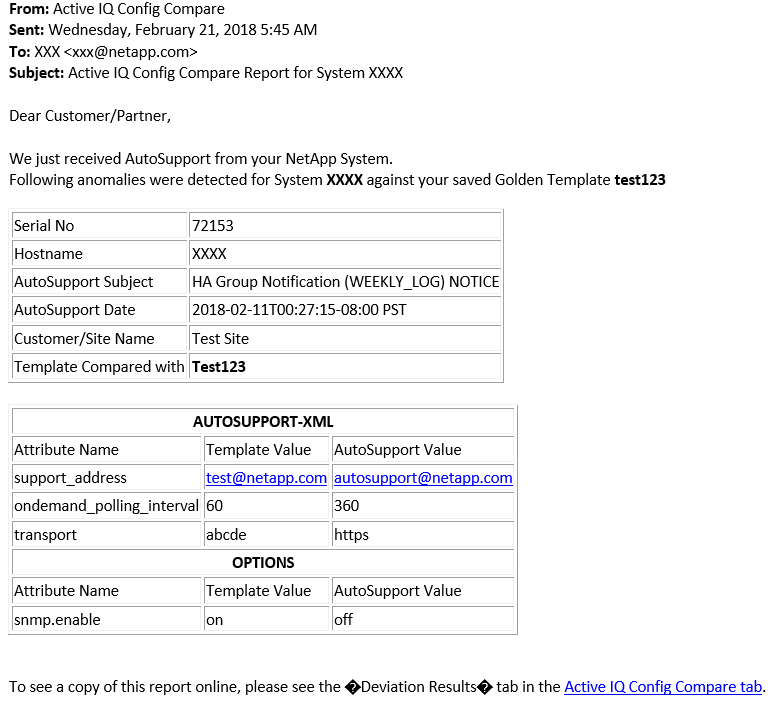 From: Active IQ Config Compare
Sent: Wednesday, February 21, 2018 5:45 AM
To: XXX <xxx@netapp.com>
Subject: Active IQ Config Compare Report for System XXXX
Dear Customer/Partner,
We just received AutoSupport from your NetApp System.
Following anomalies were detected for System XXXX against your saved Golden Template test123
Serial No 72153
Hostname XXXX
AutoSupport Subject HA Group Notification (WEEKLY_LOG) NOTICE
AutoSupport Date 2018-02-11T00:27:15-08:00 PST
Customer/Site Name Test Site
Template Compared with Test123
AUTOSUPPORT-XML
Attribute Name Template Value AutoSupport Value
support_address test@netapp.com autosupport@netapp.com
ondemand_polling_interval 60 360
transport abcde https
OPTIONS
Attribute Name Template Value AutoSupport Value
snmp.enable on off
To see a copy of this report online, please see the �Deviation Results� tab in the Active IQ Config Compare tab.